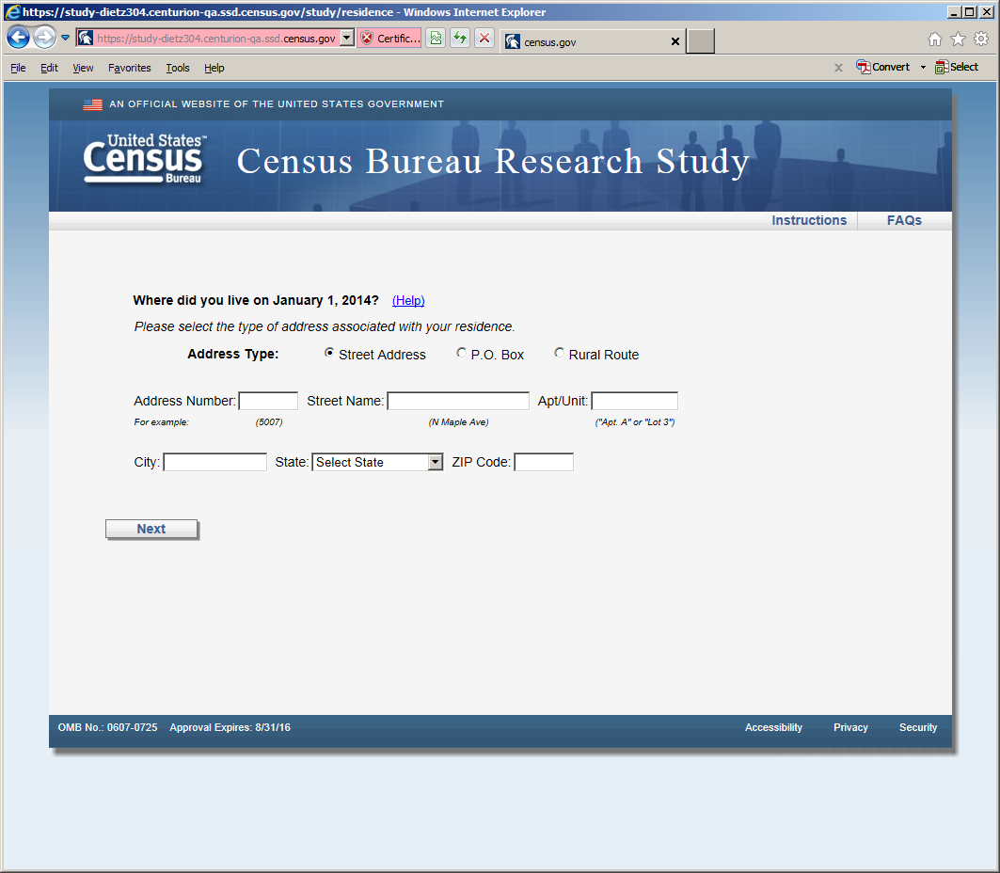 https://study-dietz304.centurion-qa.ssd.census.gov/study/residence - Windows Internet Explorer
https://study-dietz304.centurion-qa.ssd.census.gov Certific... census.gov
File Edit View Favorites Tools Help x Convert Select
AN OFFICIAL WEBSITE OF THE UNITED STATES GOVERNMENT
United States™
Census
Bureau
Census Bureau Research Study
Instructions FAQs
Where did you live on January 1, 2014? (Help)
Please select the type of address associated with your residence.
Address Type: Street Address P.O. Box Rural Route
Address Number: Street Name: Apt/Unit:
For example: (5007) (N Maple Ave) ("Apt. A" or "Lot 3")
City: State: Select State ZIP Code:
Next
OMB No.: 0607-0725 Approval Expires: 8/31/16 Accessibility Privacy Security